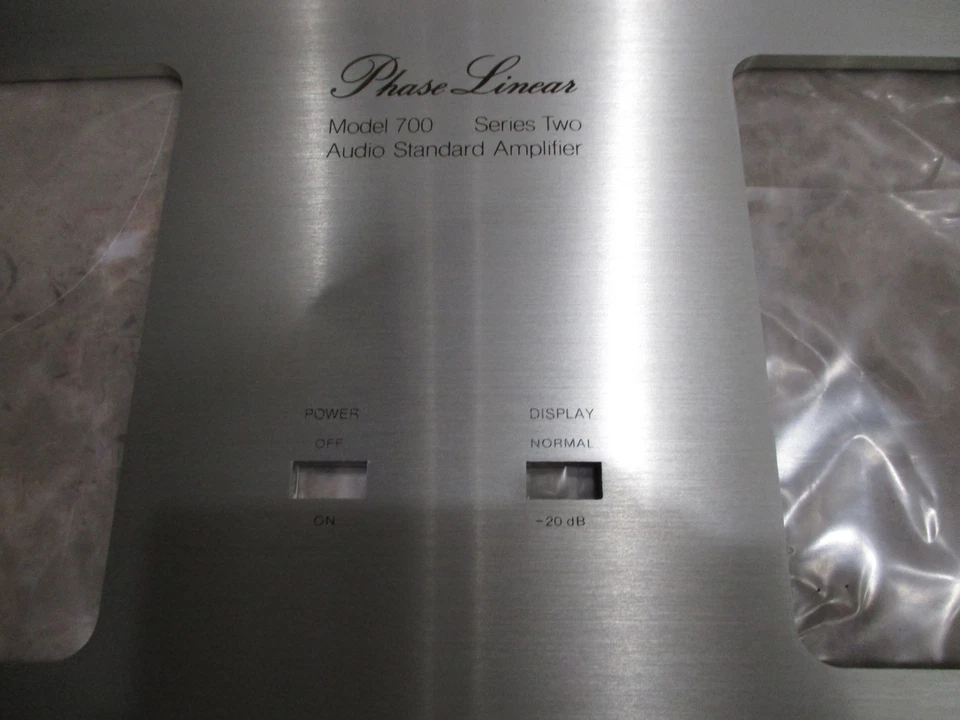 Phase Linear
Model 700 Series Two
Audio Standard Amplifier
POWER DISPLAY
OFF NORMAL
ON -20 dB